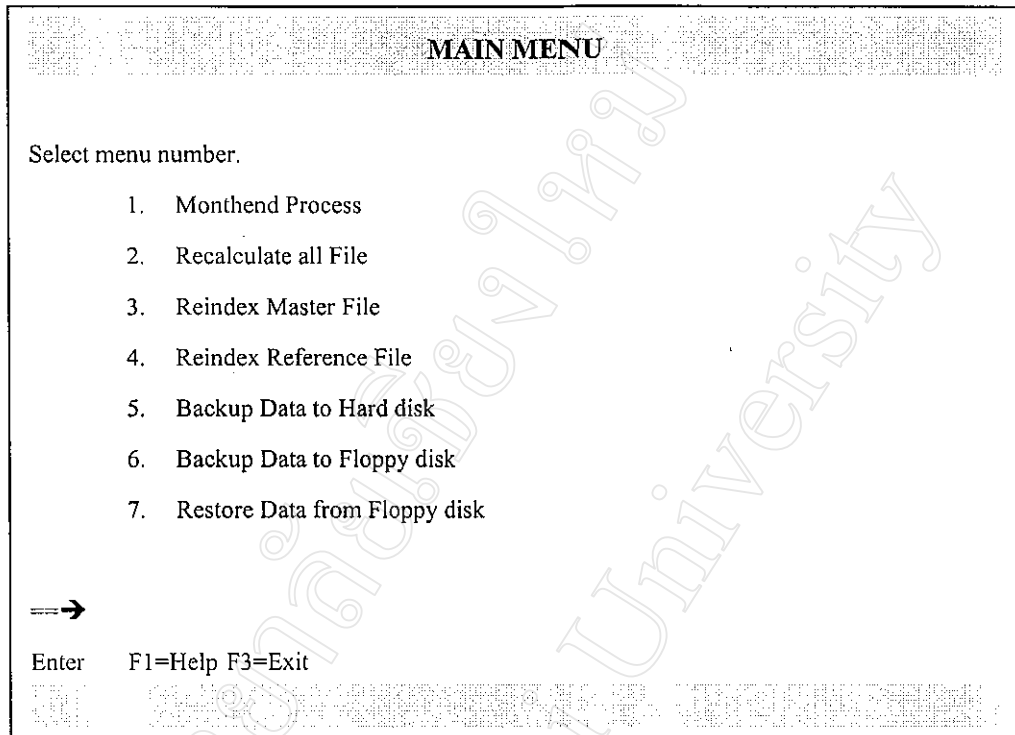 MAIN MENU
Select menu number.
1. Monthend Process
2. Recalculate all File
3. Reindex Master File
4. Reindex Reference File
5. Backup Data to Hard disk
6. Backup Data to Floppy disk
7. Restore Data from Floppy disk
==➔
Enter F1=Help F3=Exit
University